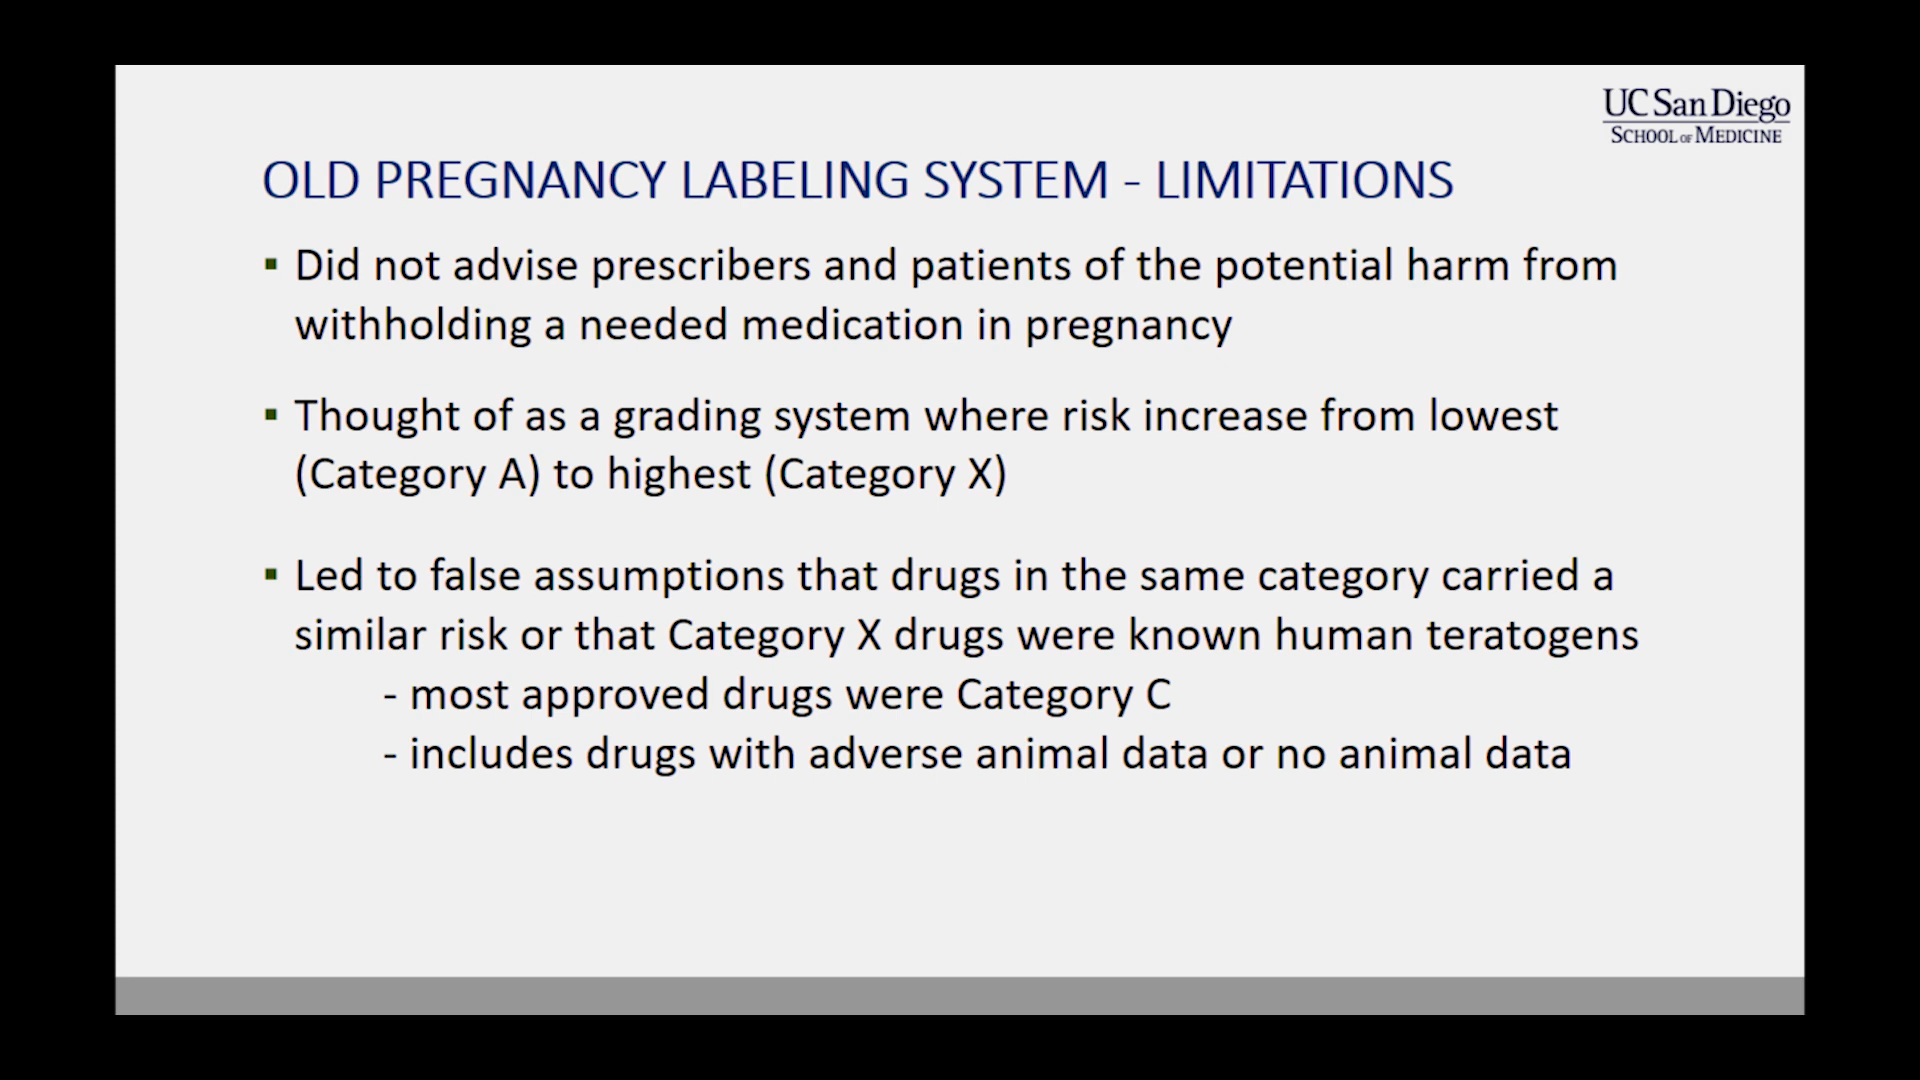 UC San Diego
SCHOOL OF MEDICINE
OLD PREGNANCY LABELING SYSTEM - LIMITATIONS
▪ Did not advise prescribers and patients of the potential harm from
withholding a needed medication in pregnancy
▪ Thought of as a grading system where risk increase from lowest
(Category A) to highest (Category X)
▪ Led to false assumptions that drugs in the same category carried a
similar risk or that Category X drugs were known human teratogens
- most approved drugs were Category C
- includes drugs with adverse animal data or no animal data